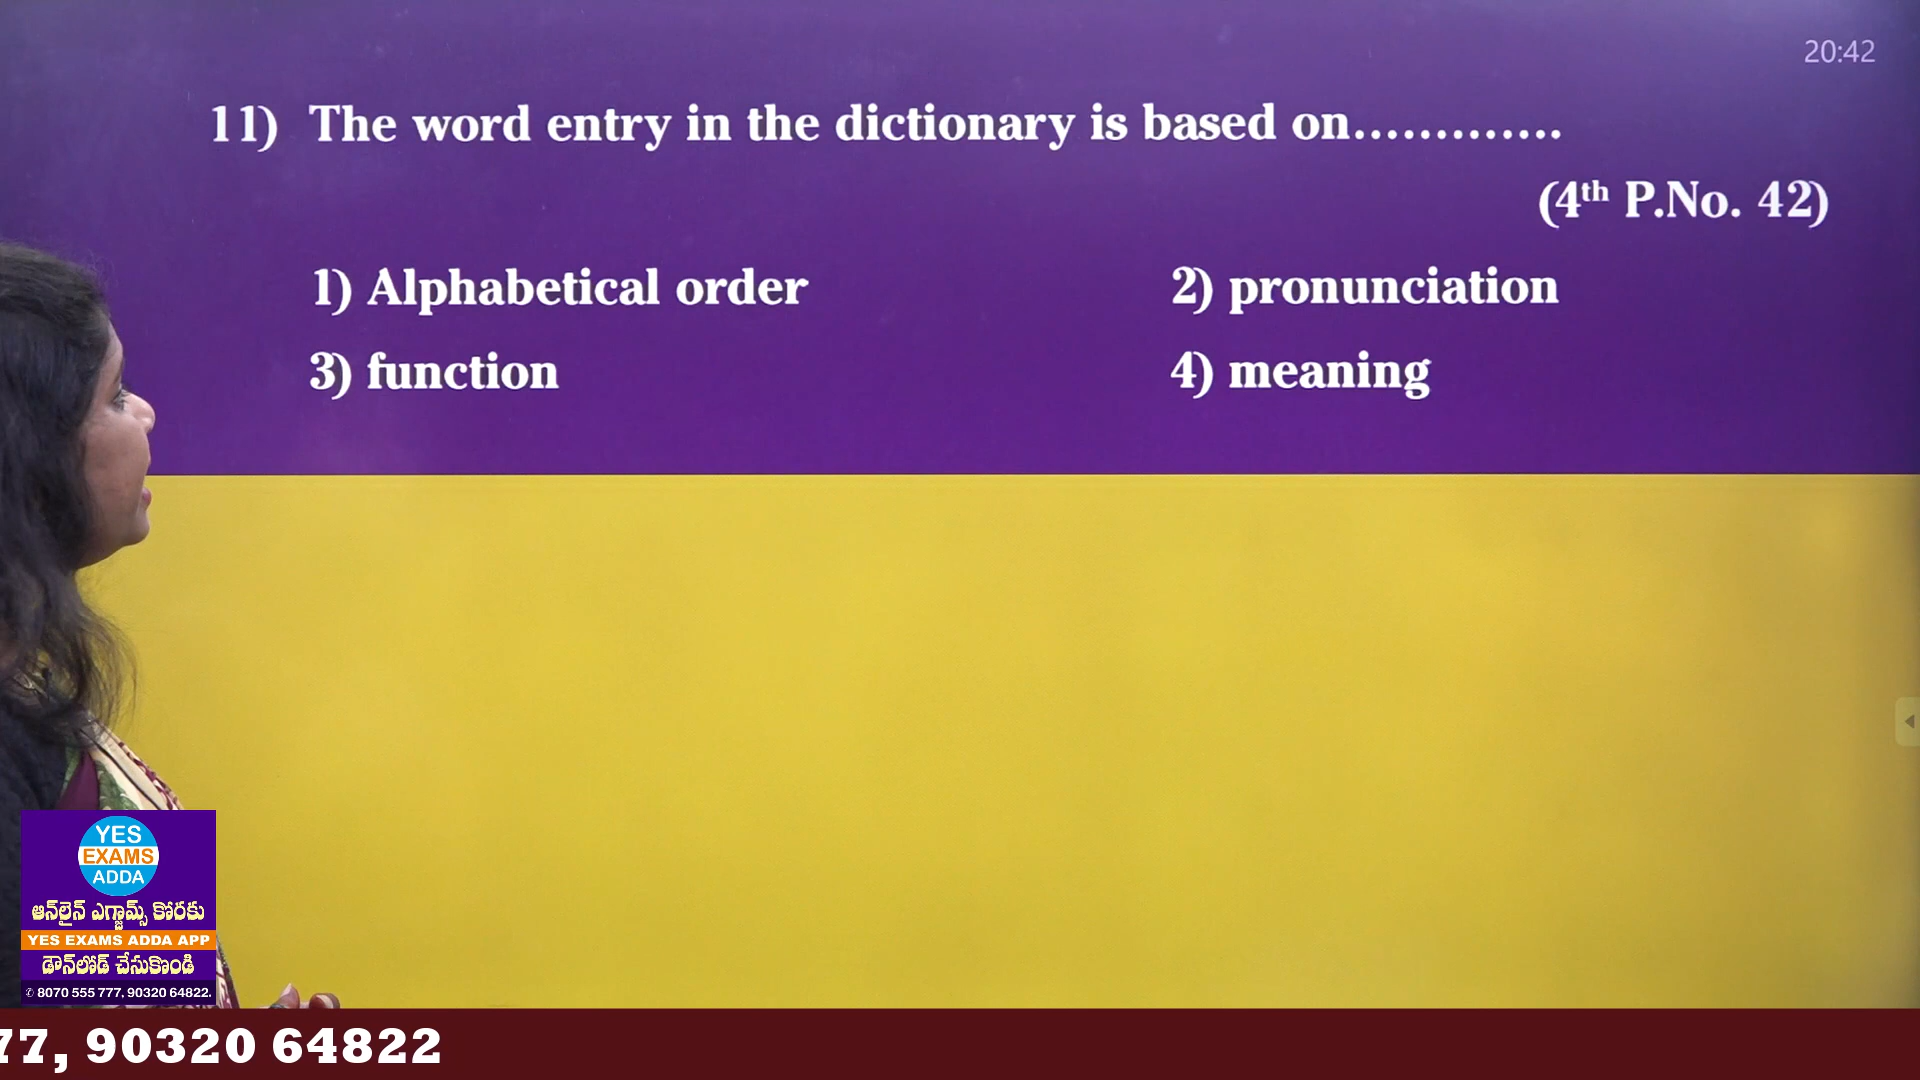 20:42
11) The word entry in the dictionary is based on.............
(4th P.No. 42)
1) Alphabetical order 2) pronunciation
3) function 4) meaning
YES
EXAMS
ADDA
ఆన్‌లైన్ ఎగ్జామ్స్ కోరకు
YES EXAMS ADDA APP
డౌన్‌లోడ్ చేసుకొండి
✆ 8070 555 777, 90320 64822.
77, 90320 64822